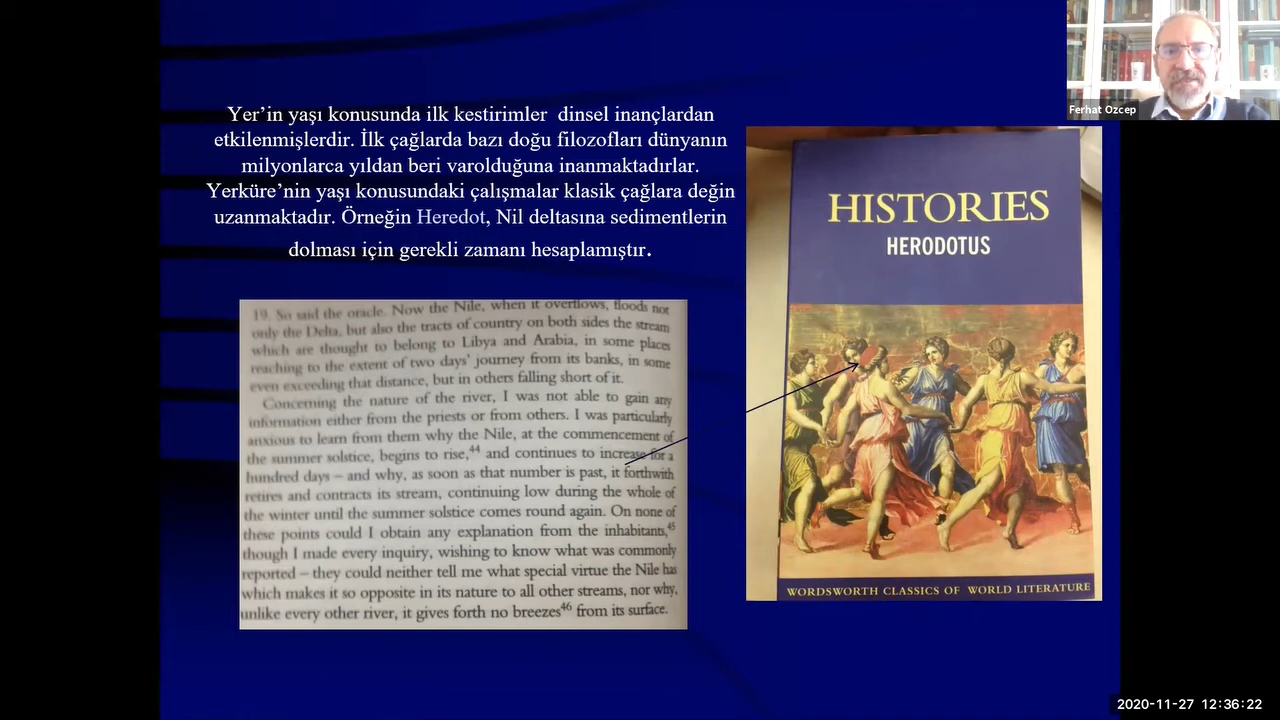 Ferhat Ozcep
Yer’in yaşı konusunda ilk kestirimler dinsel inançlardan
etkilenmişlerdir. İlk çağlarda bazı doğu filozofları dünyanın
milyonlarca yıldan beri varolduğuna inanmaktadırlar.
Yerküre’nin yaşı konusundaki çalışmalar klasik çağlara değin
uzanmaktadır. Örneğin Heredot, Nil deltasına sedimentlerin
dolması için gerekli zamanı hesaplamıştır.
19. So said the oracle. Now the Nile, when it overflows, floods not
only the Delta, but also the tracts of country on both sides the stream
which are thought to belong to Libya and Arabia, in some places
reaching to the extent of two days’ journey from its banks, in some
even exceeding that distance, but in others falling short of it.
Concerning the nature of the river, I was not able to gain any
information either from the priests or from others. I was particularly
anxious to learn from them why the Nile, at the commencement of
the summer solstice, begins to rise,44 and continues to increase for a
hundred days – and why, as soon as that number is past, it forthwith
retires and contracts its stream, continuing low during the whole of
the winter until the summer solstice comes round again. On none of
these points could I obtain any explanation from the inhabitants,45
though I made every inquiry, wishing to know what was commonly
reported – they could neither tell me what special virtue the Nile has
which makes it so opposite in its nature to all other streams, nor why,
unlike every other river, it gives forth no breezes46 from its surface.
HISTORIES
HERODOTUS
WORDSWORTH CLASSICS OF WORLD LITERATURE
2020-11-27 12:36:22